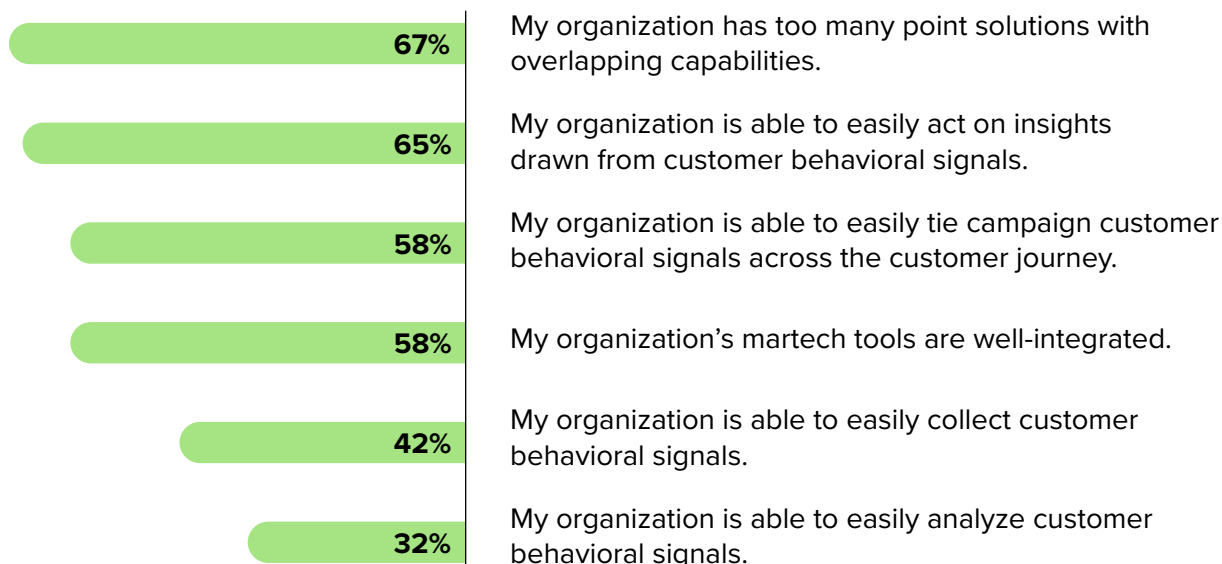 67%
My organization has too many point solutions with
overlapping capabilities.
65%
My organization is able to easily act on insights
drawn from customer behavioral signals.
58%
My organization is able to easily tie campaign customer
behavioral signals across the customer journey.
58%
My organization’s martech tools are well-integrated.
42%
My organization is able to easily collect customer
behavioral signals.
32%
My organization is able to easily analyze customer
behavioral signals.